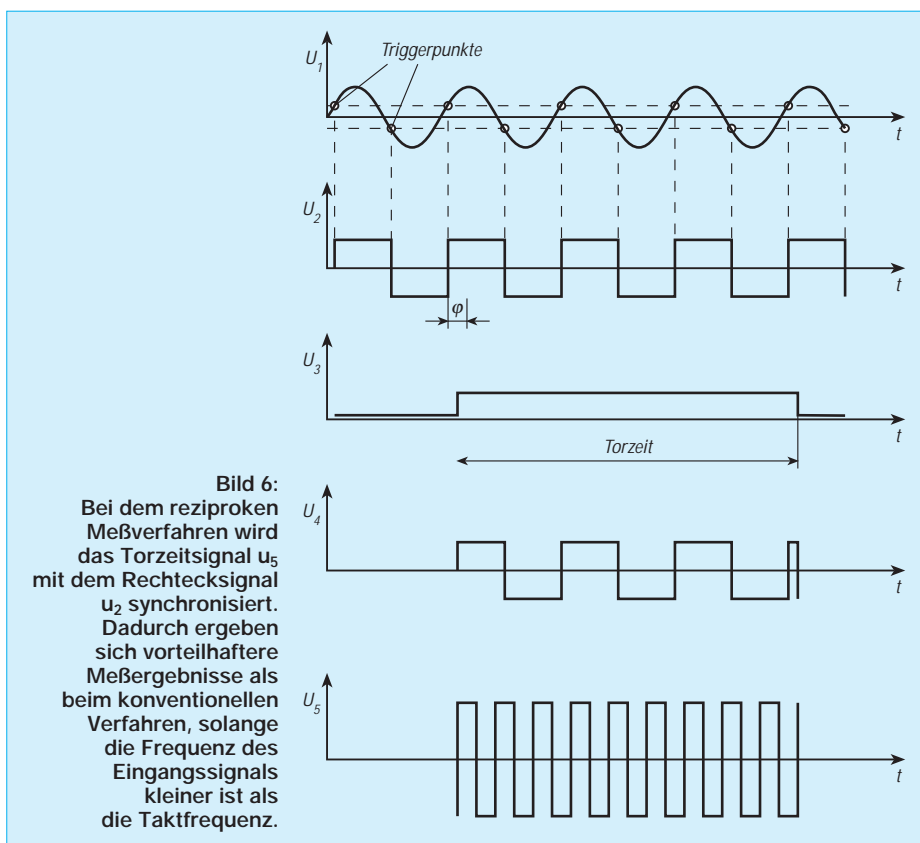 U1
Triggerpunkte
t
U2
t
φ
U3
t
Torzeit
Bild 6:
Bei dem reziproken
Meßverfahren wird
das Torzeitsignal u5
mit dem Rechtecksignal
u2 synchronisiert.
Dadurch ergeben
sich vorteilhaftere
Meßergebnisse als
beim konventionellen
Verfahren, solange
die Frequenz des
Eingangssignals
kleiner ist als
die Taktfrequenz.
U4
t
U5
t